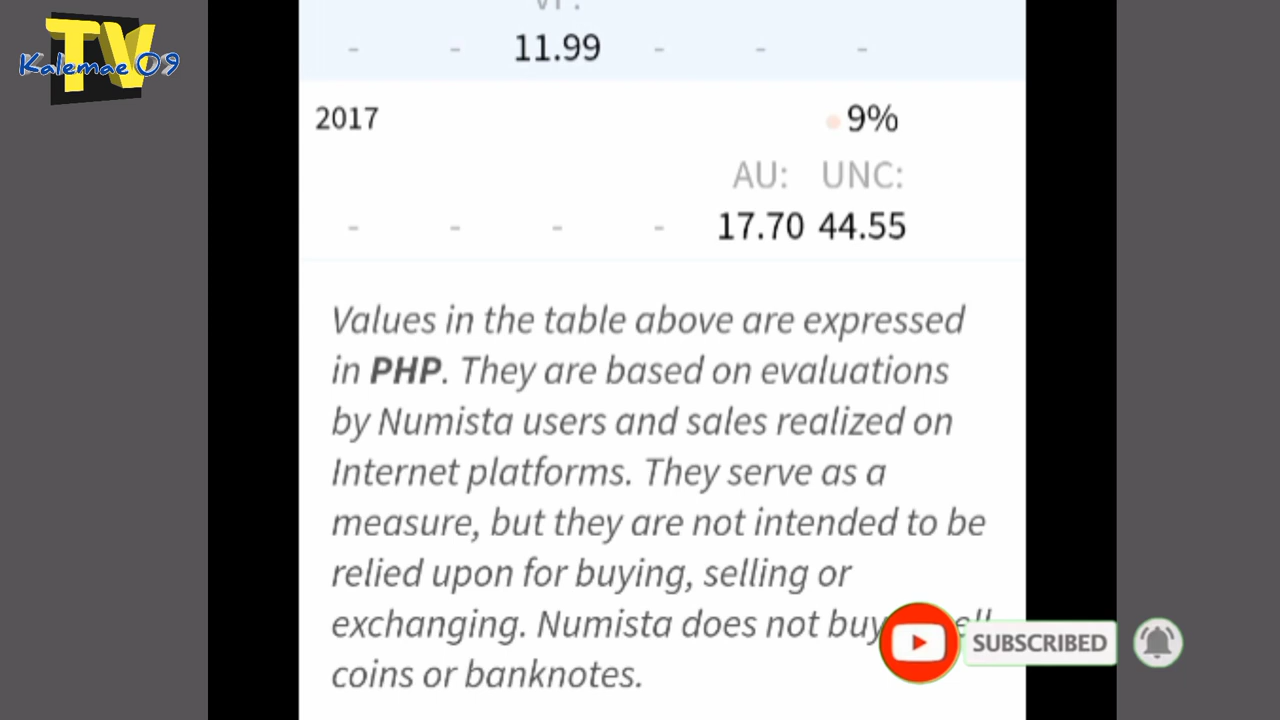 TV
Kalemae 09
VF:
- - 11.99 - - -
2017 9%
AU: UNC:
- - - - 17.70 44.55
Values in the table above are expressed
in PHP. They are based on evaluations
by Numista users and sales realized on
Internet platforms. They serve as a
measure, but they are not intended to be
relied upon for buying, selling or
exchanging. Numista does not buy
coins or banknotes.
SUBSCRIBED